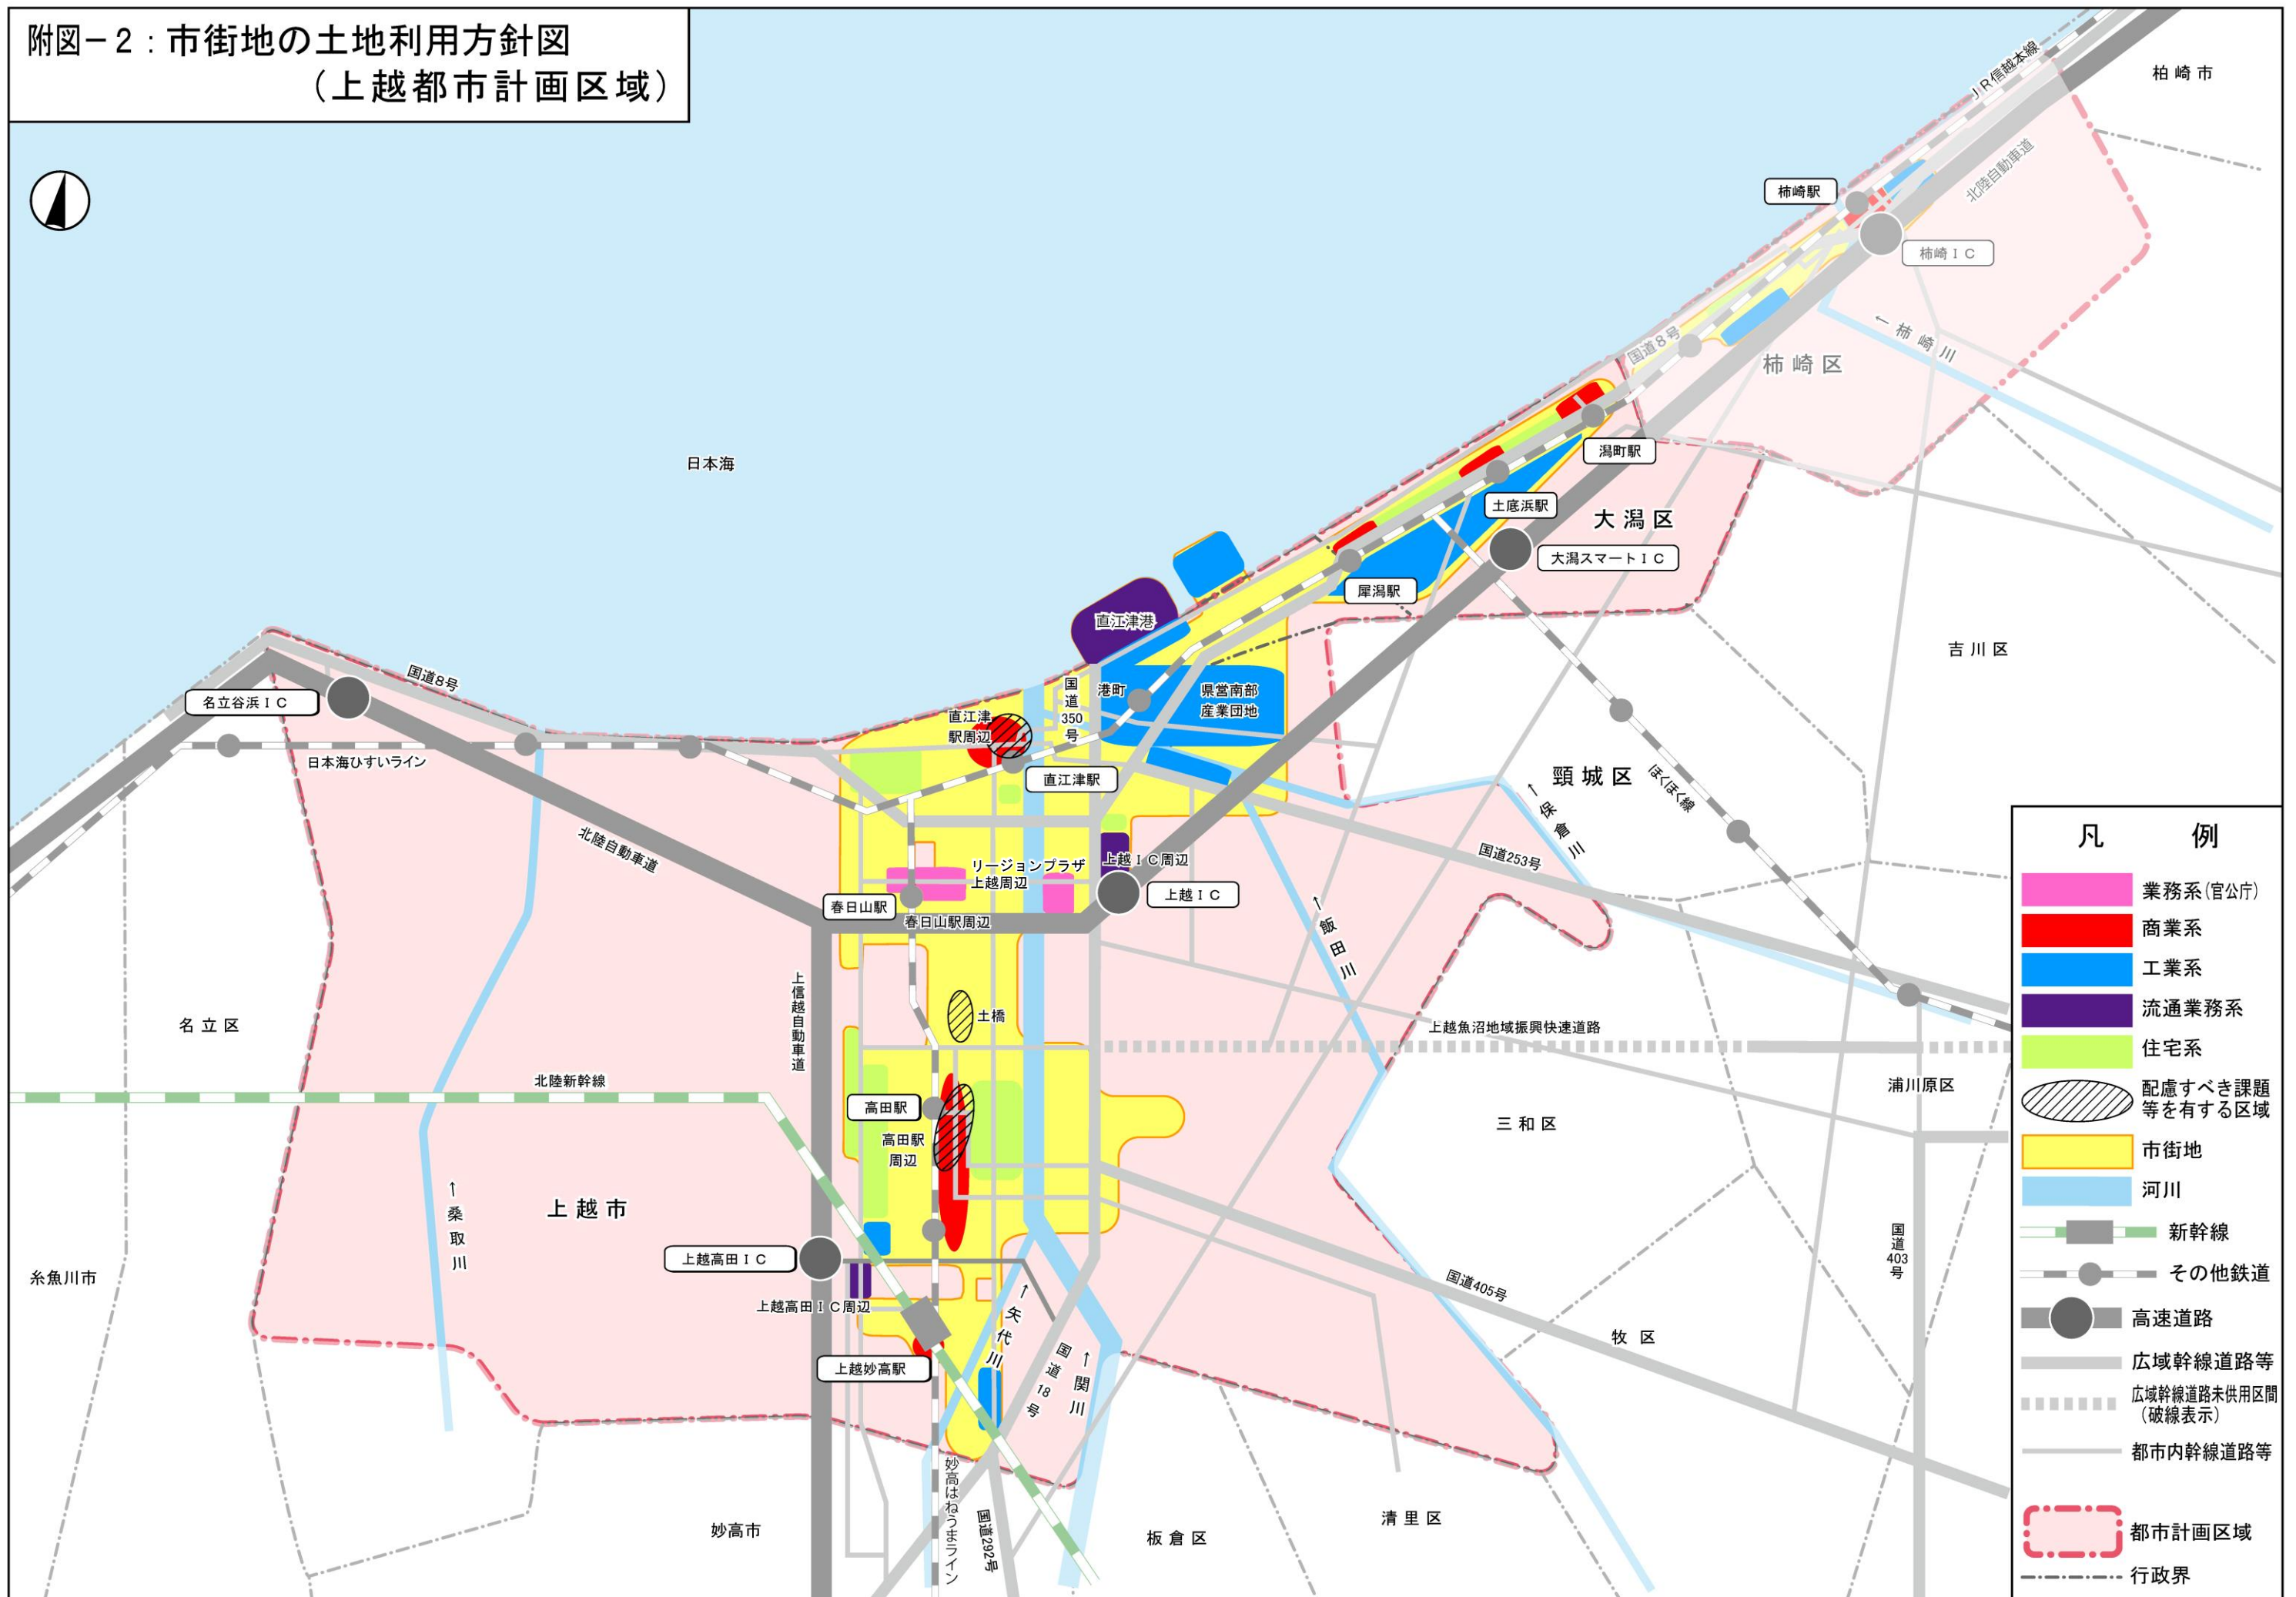 附図－2：市街地の土地利用方針図
（上越都市計画区域）
柏崎市
ＪＲ信越本線
北陸自動車道
柿崎駅
柿崎ＩＣ
←柿崎川
国道8号
柿崎区
日本海
潟町駅
土底浜駅
大潟区
大潟スマートＩＣ
犀潟駅
直江津港
吉川区
国道8号
名立谷浜ＩＣ
日本海ひすいライン
国道350号
港町
県営南部
産業団地
直江津
駅周辺
直江津駅
頸城区
ほくほく線
←保倉川
北陸自動車道
国道253号
リージョンプラザ
上越周辺
上越ＩＣ周辺
上越ＩＣ
春日山駅
春日山駅周辺
←飯田川
上信越自動車道
土橋
名立区
上越魚沼地域振興快速道路
北陸新幹線
浦川原区
高田駅
高田駅
周辺
三和区
上越市
←桑取川
糸魚川市
上越高田ＩＣ
上越高田ＩＣ周辺
国道403号
国道405号
←矢代川
国道18号
←関川
牧区
上越妙高駅
妙高はねうまライン
国道292号
妙高市
板倉区
清里区
凡例
業務系(官公庁)
商業系
工業系
流通業務系
住宅系
配慮すべき課題
等を有する区域
市街地
河川
新幹線
その他鉄道
高速道路
広域幹線道路等
広域幹線道路未供用区間
（破線表示）
都市内幹線道路等
都市計画区域
行政界